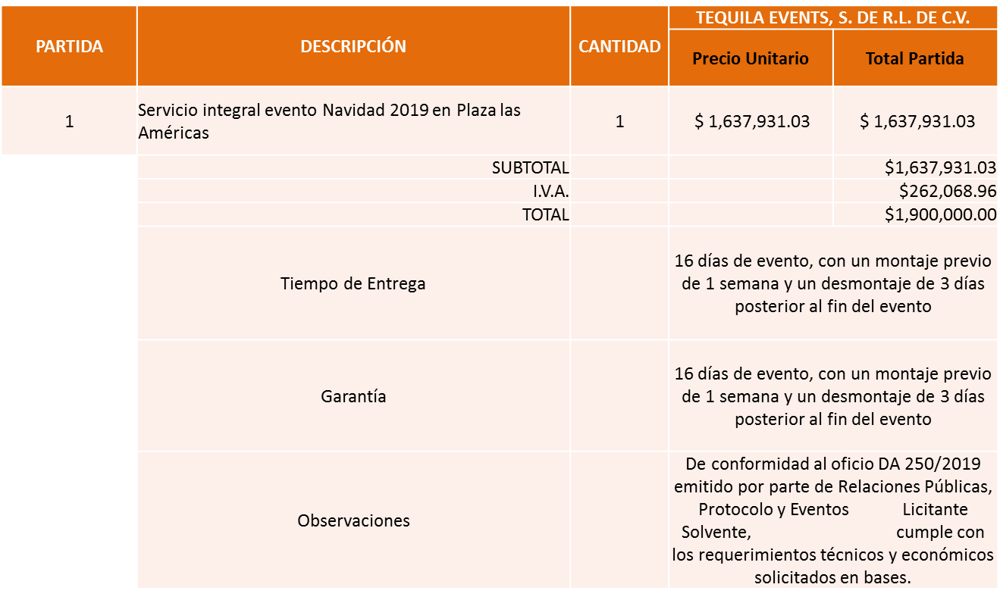 PARTIDA DESCRIPCIÓN CANTIDAD TEQUILA EVENTS, S. DE R.L. DE C.V.
Precio Unitario Total Partida
1 Servicio integral evento Navidad 2019 en Plaza las
Américas 1 $ 1,637,931.03 $ 1,637,931.03
SUBTOTAL $1,637,931.03
I.V.A. $262,068.96
TOTAL $1,900,000.00
Tiempo de Entrega
16 días de evento, con un montaje previo
de 1 semana y un desmontaje de 3 días
posterior al fin del evento
Garantía
16 días de evento, con un montaje previo
de 1 semana y un desmontaje de 3 días
posterior al fin del evento
Observaciones
De conformidad al oficio DA 250/2019
emitido por parte de Relaciones Públicas,
Protocolo y Eventos Licitante
Solvente, cumple con
los requerimientos técnicos y económicos
solicitados en bases.